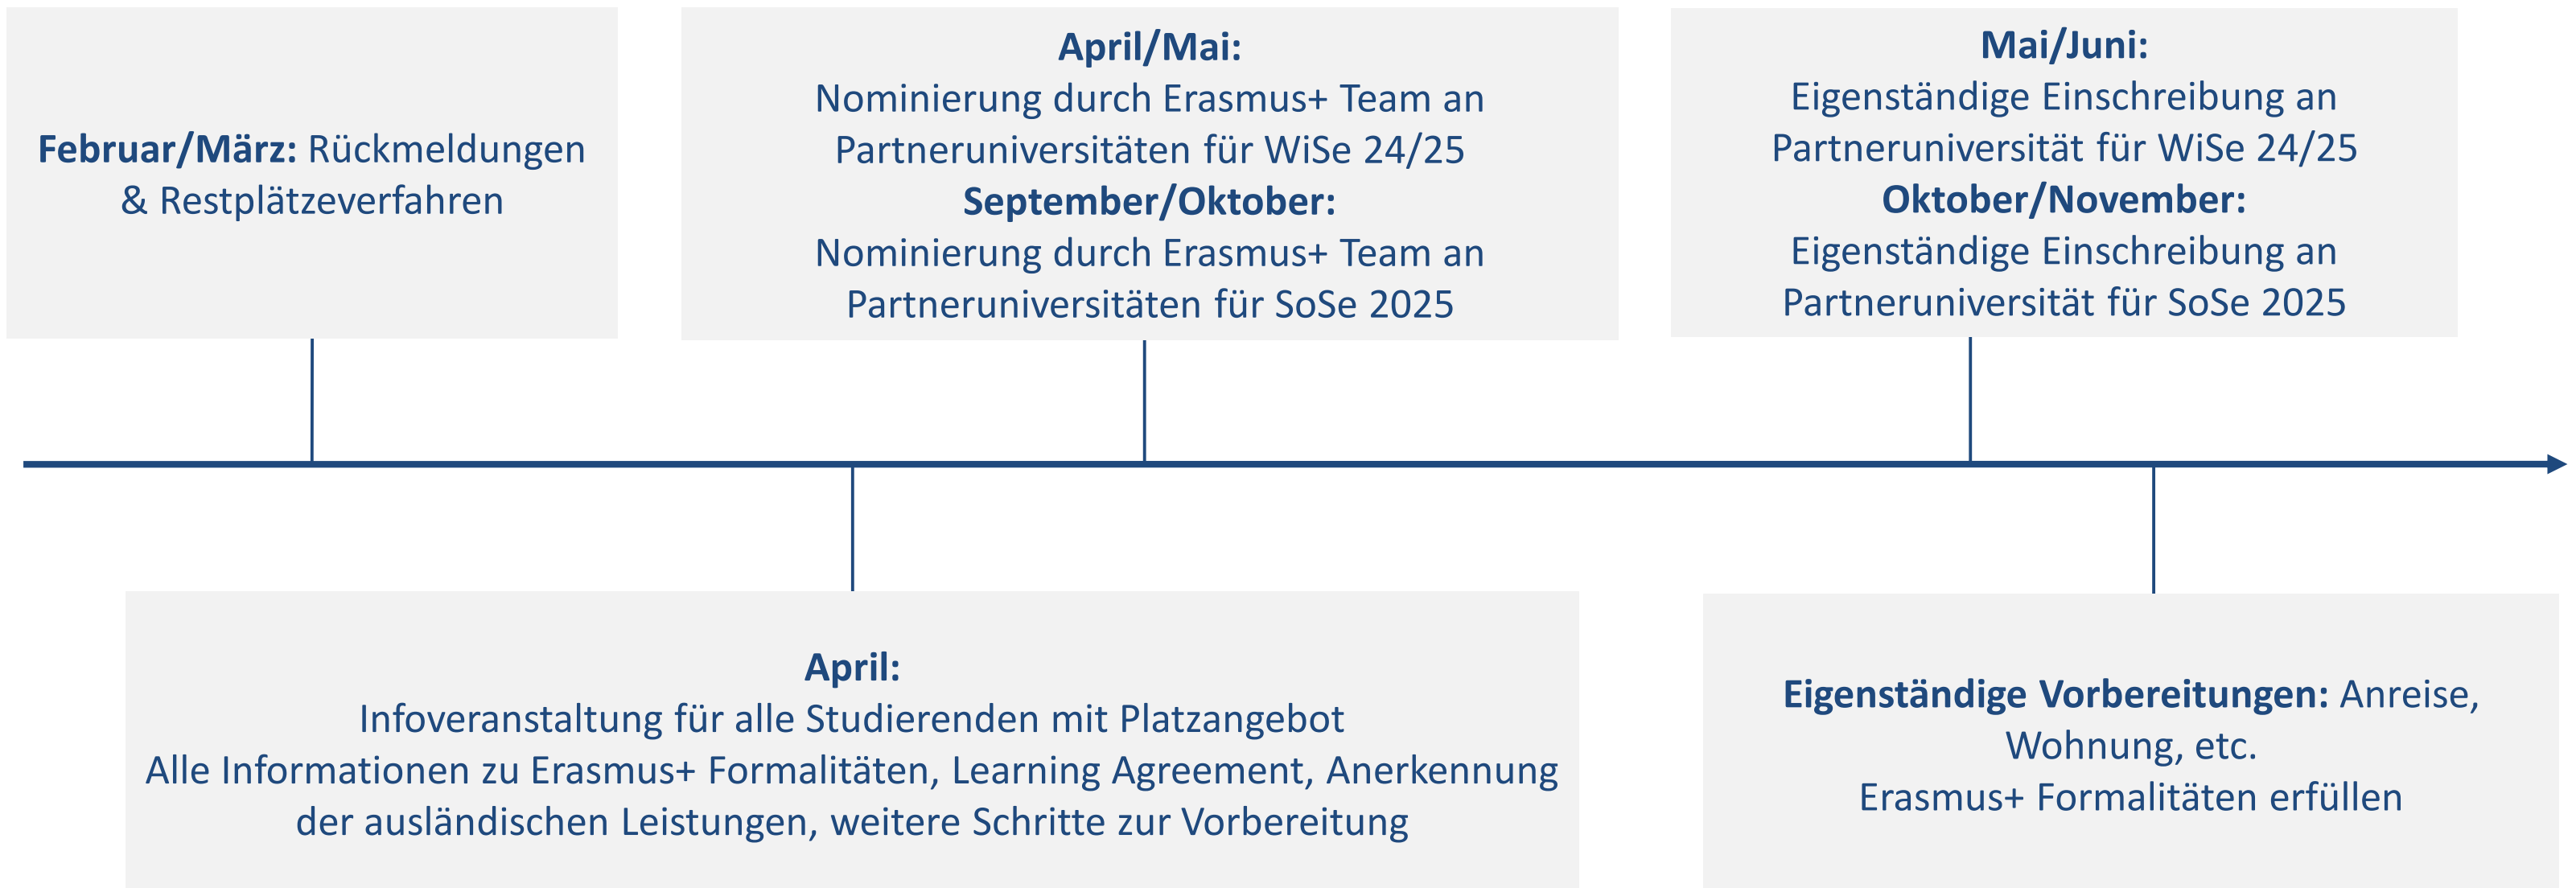 Februar/März: Rückmeldungen
& Restplätzeverfahren
April/Mai:
Nominierung durch Erasmus+ Team an
Partneruniversitäten für WiSe 24/25
September/Oktober:
Nominierung durch Erasmus+ Team an
Partneruniversitäten für SoSe 2025
Mai/Juni:
Eigenständige Einschreibung an
Partneruniversität für WiSe 24/25
Oktober/November:
Eigenständige Einschreibung an
Partneruniversität für SoSe 2025
April:
Infoveranstaltung für alle Studierenden mit Platzangebot
Alle Informationen zu Erasmus+ Formalitäten, Learning Agreement, Anerkennung
der ausländischen Leistungen, weitere Schritte zur Vorbereitung
Eigenständige Vorbereitungen: Anreise,
Wohnung, etc.
Erasmus+ Formalitäten erfüllen